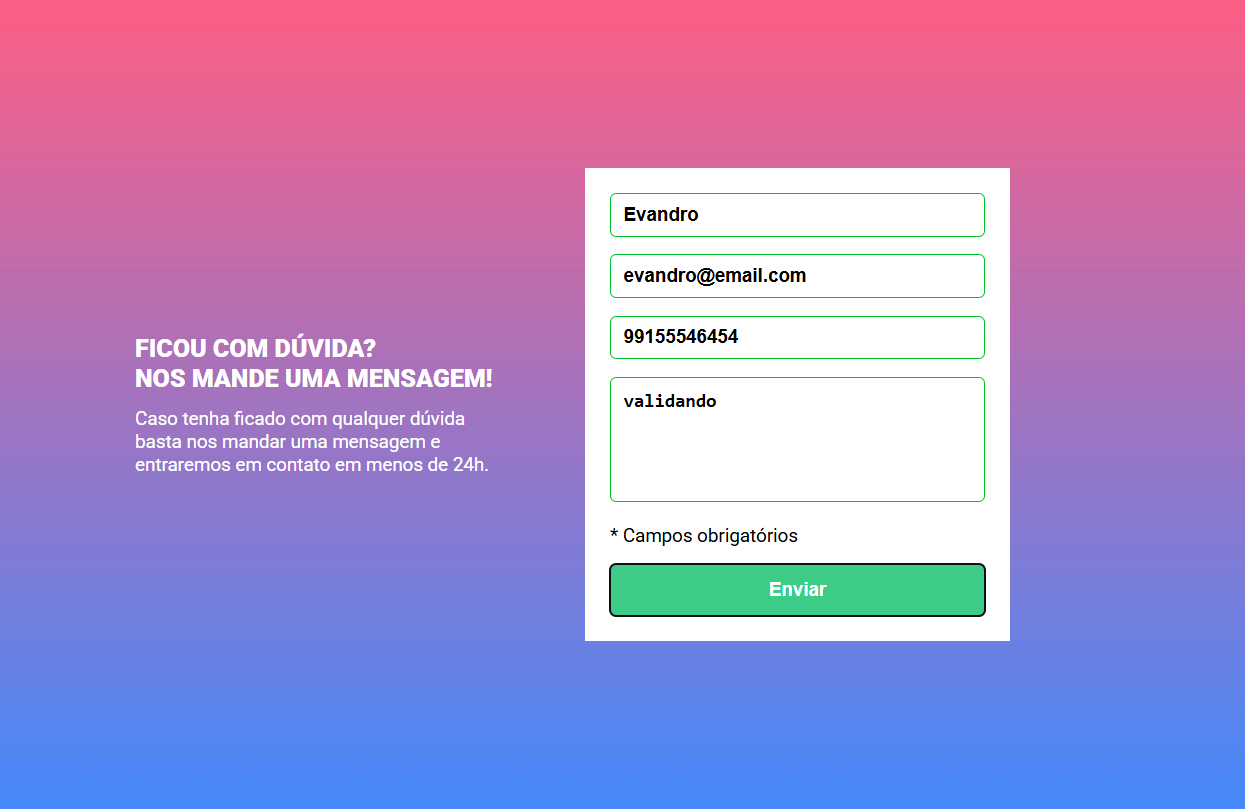 FICOU COM DÚVIDA?
NOS MANDE UMA MENSAGEM!
Caso tenha ficado com qualquer dúvida
basta nos mandar uma mensagem e
entraremos em contato em menos de 24h.
Evandro
evandro@email.com
99155546454
validando
* Campos obrigatórios
Enviar